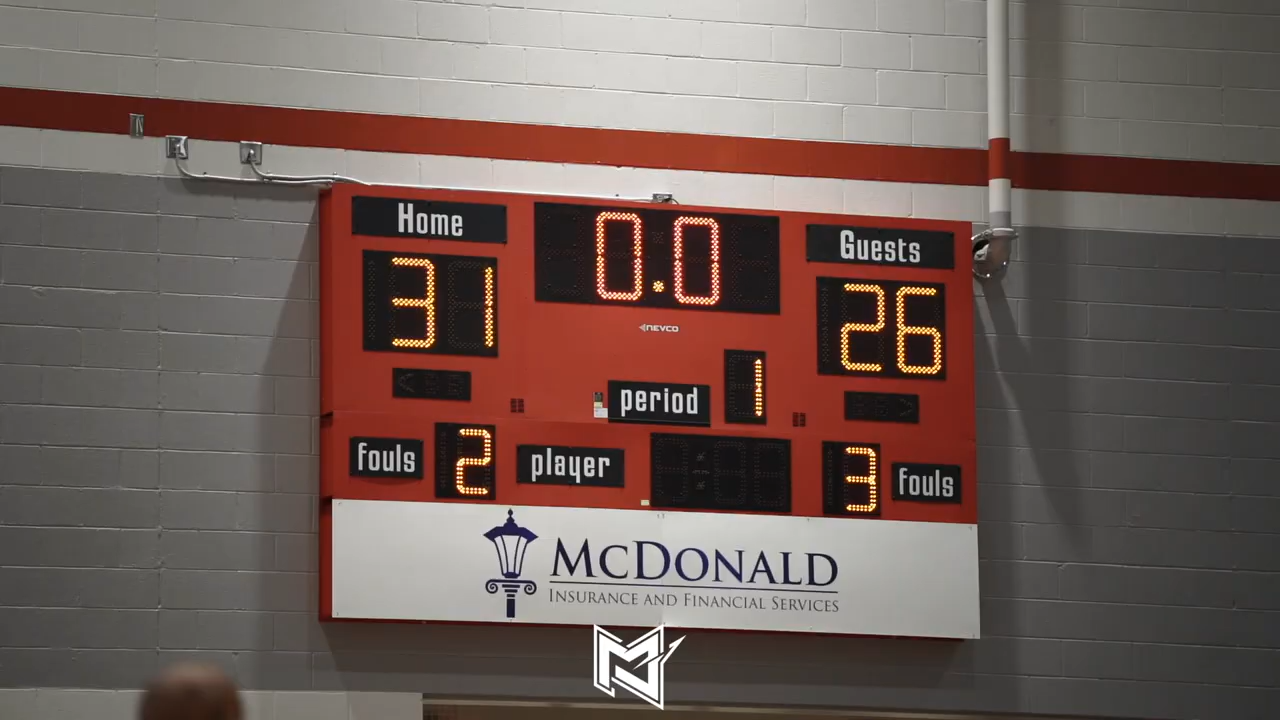 Home
0.0
Guests
31
26
NEVCO
period
1
fouls
2
player
3
fouls
McDonald
Insurance and Financial Services